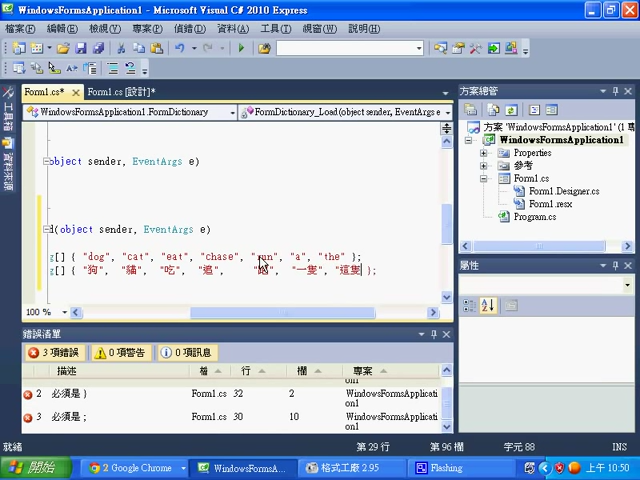 WindowsFormsApplication1 - Microsoft Visual C# 2010 Express
檔案(F) 編輯(E) 檢視(V) 專案(P) 偵錯(D) 資料(A) 工具(T) 視窗(W) 說明(H)
Form1.cs* Form1.cs [設計]*
WindowsFormsApplication1.FormDictionary FormDictionary_Load(object sender, EventArgs e
object sender, EventArgs e)
d(object sender, EventArgs e)
g[] { "dog", "cat", "eat", "chase", "run", "a", "the" };
g[] { "狗", "貓", "吃", "追", "跑", "一隻", "這隻 };
100 %
工具箱
資料來源
方案總管
方案 'WindowsFormsApplication1' (1 專
WindowsFormsApplication1
Properties
參考
Form1.cs
Form1.Designer.cs
Form1.resx
Program.cs
屬性
錯誤清單
3 項錯誤 0 項警告 0 項訊息
描述 檔 行 欄 專案
ion1
2 必須是 } Form1.cs 32 2 WindowsFormsApplicat
ion1
3 必須是 ; Form1.cs 30 10 WindowsFormsApplicat
ion1
就緒 第 29 行 第 96 欄 字元 88 INS
開始 2 Google Chrome WindowsFormsA... 格式工廠 2.95 Flashing 上午 10:50